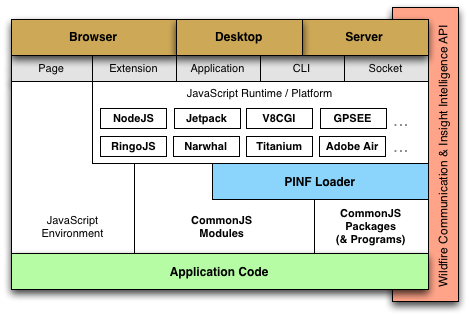 Browser
Desktop
Server
Page
Extension
Application
CLI
Socket
JavaScript Runtime / Platform
NodeJS
Jetpack
V8CGI
GPSEE
...
RingoJS
Narwhal
Titanium
Adobe Air
...
PINF Loader
JavaScript
Environment
CommonJS
Modules
CommonJS
Packages
(& Programs)
Application Code
Wildfire Communication & Insight Intelligence API